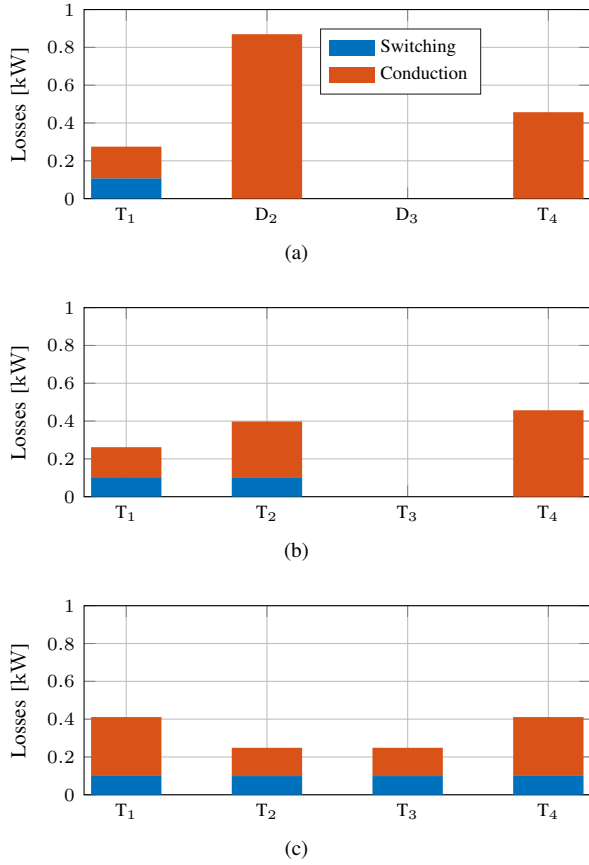 1
0.8
0.6
0.4
0.2
0
Losses [kW]
Switching
Conduction
T₁ D₂ D₃ T₄
(a)
1
0.8
0.6
0.4
0.2
0
Losses [kW]
T₁ T₂ T₃ T₄
(b)
1
0.8
0.6
0.4
0.2
0
Losses [kW]
T₁ T₂ T₃ T₄
(c)